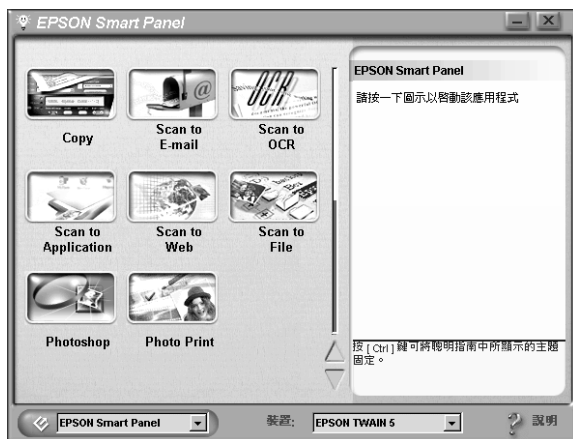 EPSON Smart Panel
Copy
Scan to
E-mail
Scan to
OCR
Scan to
Application
Scan to
Web
Scan to
File
Photoshop
Photo Print
EPSON Smart Panel
請按一下圖示以啓動該應用程式
按 [ Ctrl ] 鍵可將聰明指南中所顯示的主題
固定。
EPSON Smart Panel
裝置:
EPSON TWAIN 5
說明